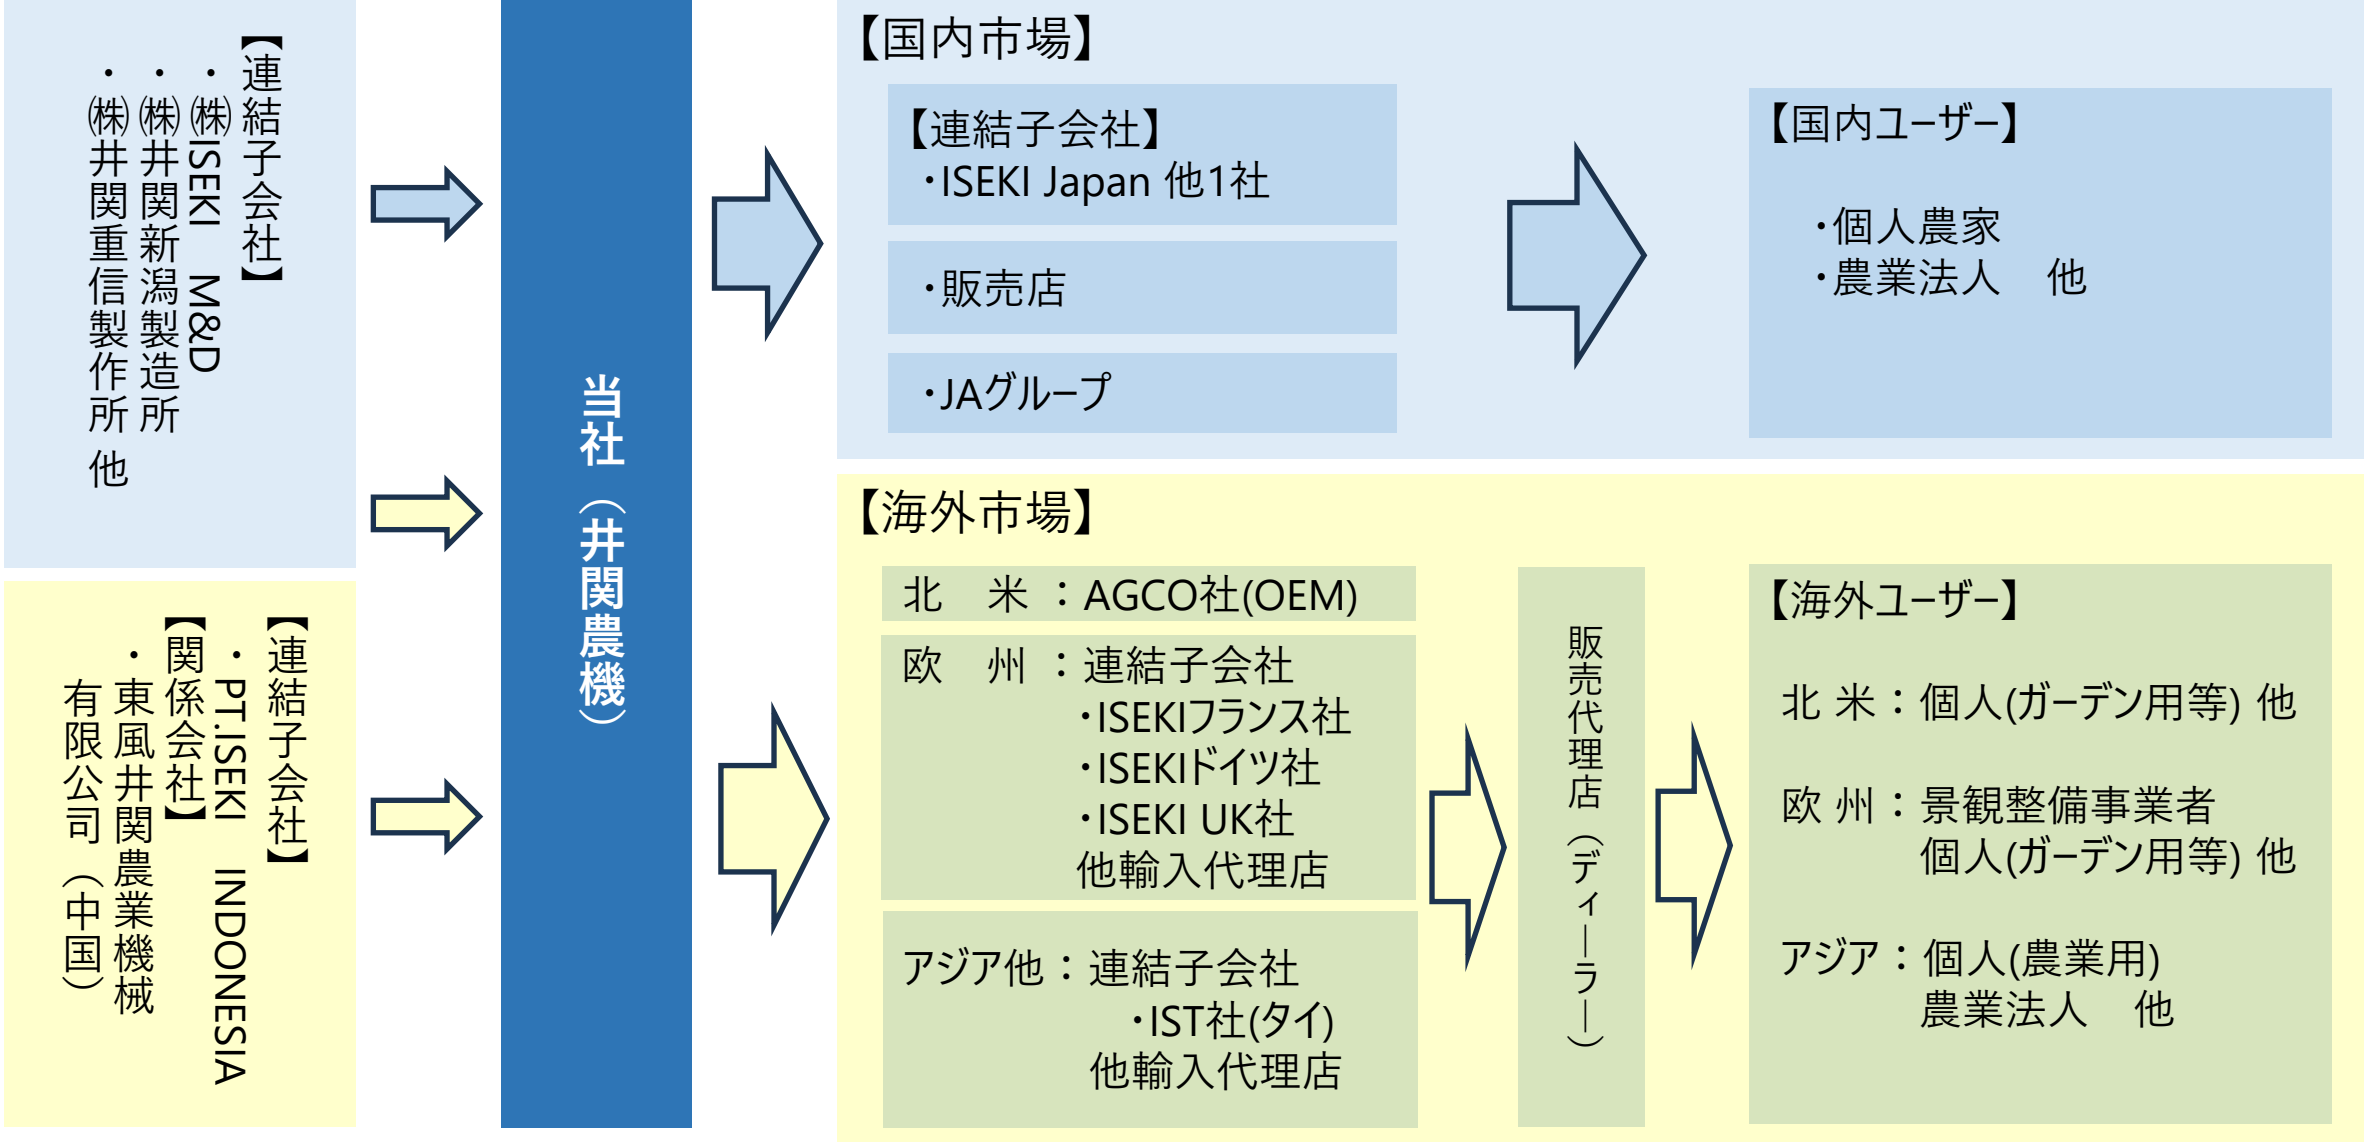 【連結子会社】
・㈱ISEKI　M&D
・㈱井関新潟製造所
・㈱井関重信製作所 他
【連結子会社】
・PT.ISEKI　INDONESIA
【関係会社】
・東風井関農業機械
有限公司（中国）
当社（井関農機）
【国内市場】
【連結子会社】
・ISEKI Japan 他1社
・販売店
・JAグループ
【国内ユーザー】
・個人農家
・農業法人　他
【海外市場】
北　米：AGCO社(OEM)
欧　州：連結子会社
・ISEKIフランス社
・ISEKIドイツ社
・ISEKI UK社
他輸入代理店
アジア他：連結子会社
・IST社(タイ)
他輸入代理店
販売代理店（ディーラー）
【海外ユーザー】
北 米：個人(ガーデン用等) 他
欧 州：景観整備事業者
個人(ガーデン用等) 他
アジア：個人(農業用)
農業法人　他